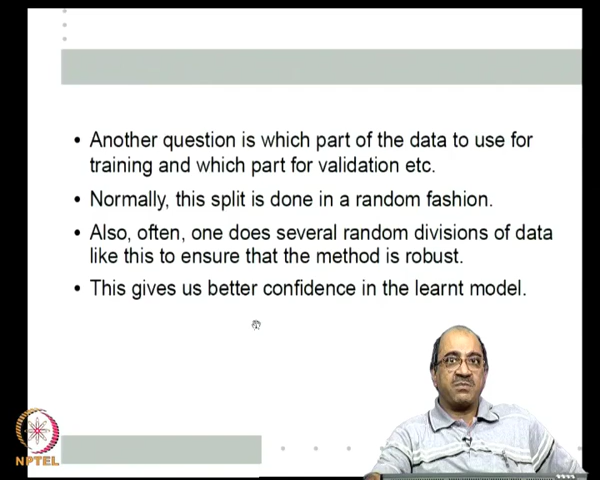 • Another question is which part of the data to use for
training and which part for validation etc.
• Normally, this split is done in a random fashion.
• Also, often, one does several random divisions of data
like this to ensure that the method is robust.
• This gives us better confidence in the learnt model.
NPTEL